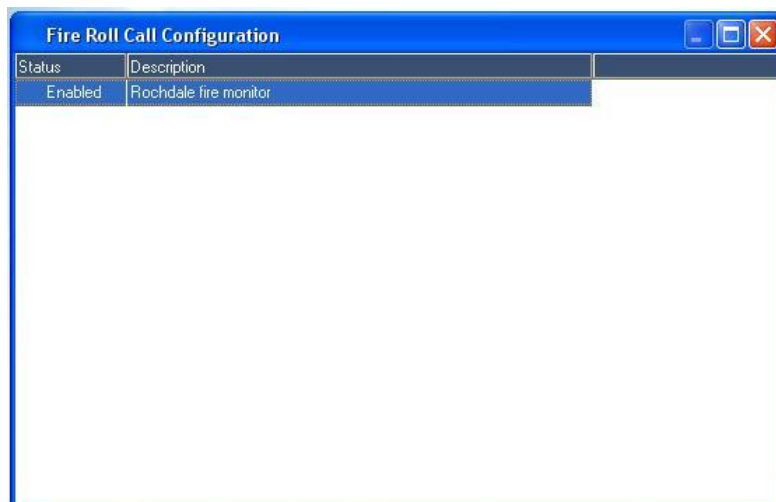 Fire Roll Call Configuration
Status Description
Enabled Rochdale fire monitor